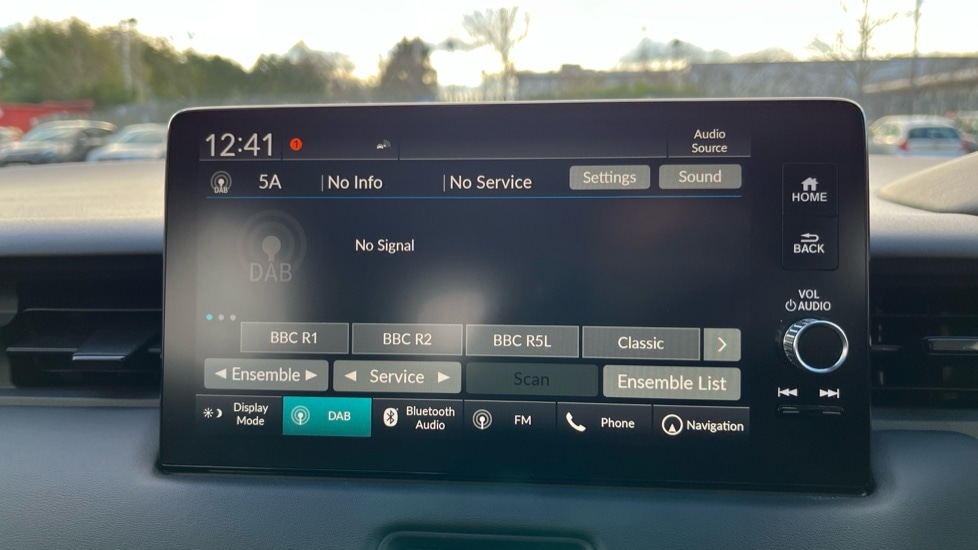 12:41 1
Audio
Source
DAB 5A No Info No Service Settings Sound
HOME
DAB
No Signal
BACK
VOL
AUDIO
BBC R1 BBC R2 BBC R5L Classic >
◀ Ensemble ▶ ◀ Service ▶ Scan Ensemble List
Display
Mode
DAB
Bluetooth
Audio
FM
Phone
Navigation